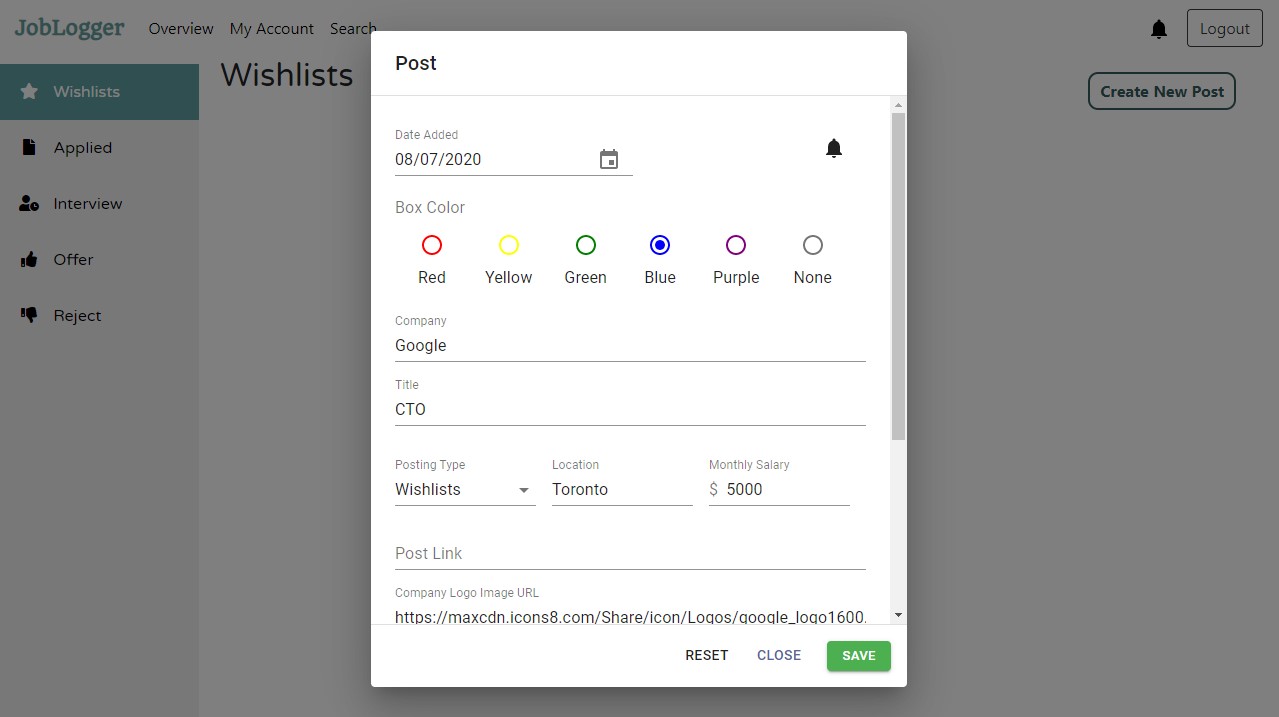 JobLogger Overview My Account Search Logout
Wishlists
Create New Post
Wishlists
Applied
Interview
Offer
Reject
Post
Date Added
08/07/2020
Box Color
Red Yellow Green Blue Purple None
Company
Google
Title
CTO
Posting Type Location Monthly Salary
Wishlists Toronto $ 5000
Post Link
Company Logo Image URL
https://maxcdn.icons8.com/Share/icon/Logos/google_logo1600.
RESET CLOSE SAVE